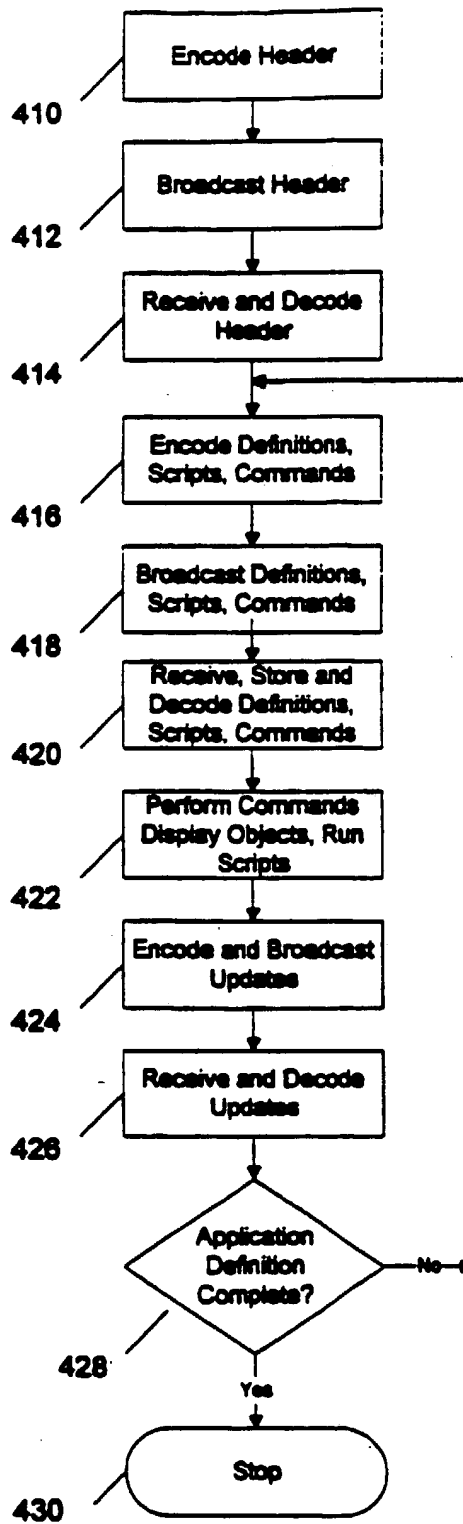 Encode Header
410
Broadcast Header
412
Receive and Decode
Header
414
Encode Definitions,
Scripts, Commands
416
Broadcast Definitions,
Scripts, Commands
418
Receive, Store and
Decode Definitions,
Scripts, Commands
420
Perform Commands
Display Objects, Run
Scripts
422
Encode and Broadcast
Updates
424
Receive and Decode
Updates
426
Application
Definition
Complete?
No
428
Yes
Stop
430